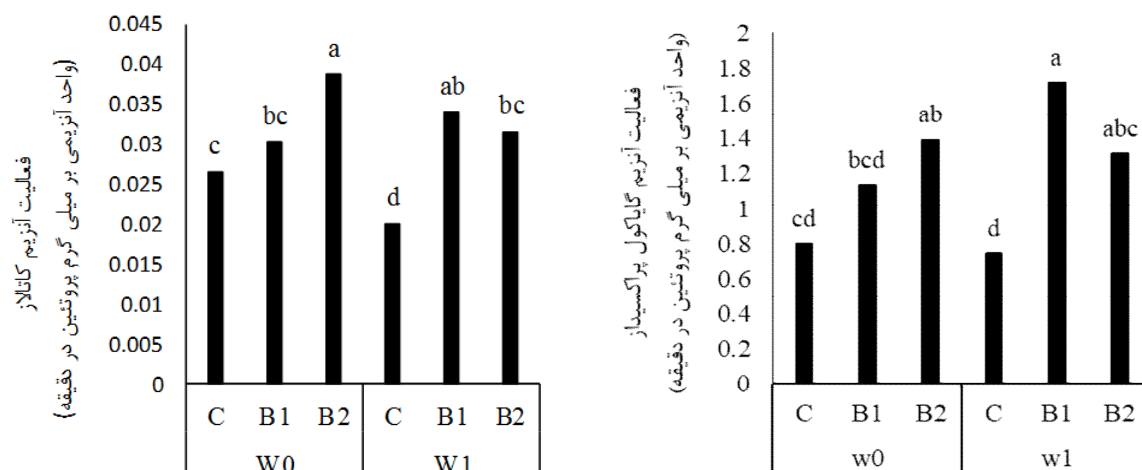 فعالیت آنزیم کاتالاز
(واحد آنزیمی بر میلی گرم پروتئین در دقیقه)
0.045
0.04
0.035
0.03
0.025
0.02
0.015
0.01
0.005
0
c
bc
a
d
ab
bc
C B1 B2 C B1 B2
W0 W1
فعالیت آنزیم گایاکول پراکسیداز
(واحد آنزیمی بر میلی گرم پروتئین در دقیقه)
2
1.8
1.6
1.4
1.2
1
0.8
0.6
0.4
0.2
0
cd
bcd
ab
d
a
abc
C B1 B2 C B1 B2
w0 w1